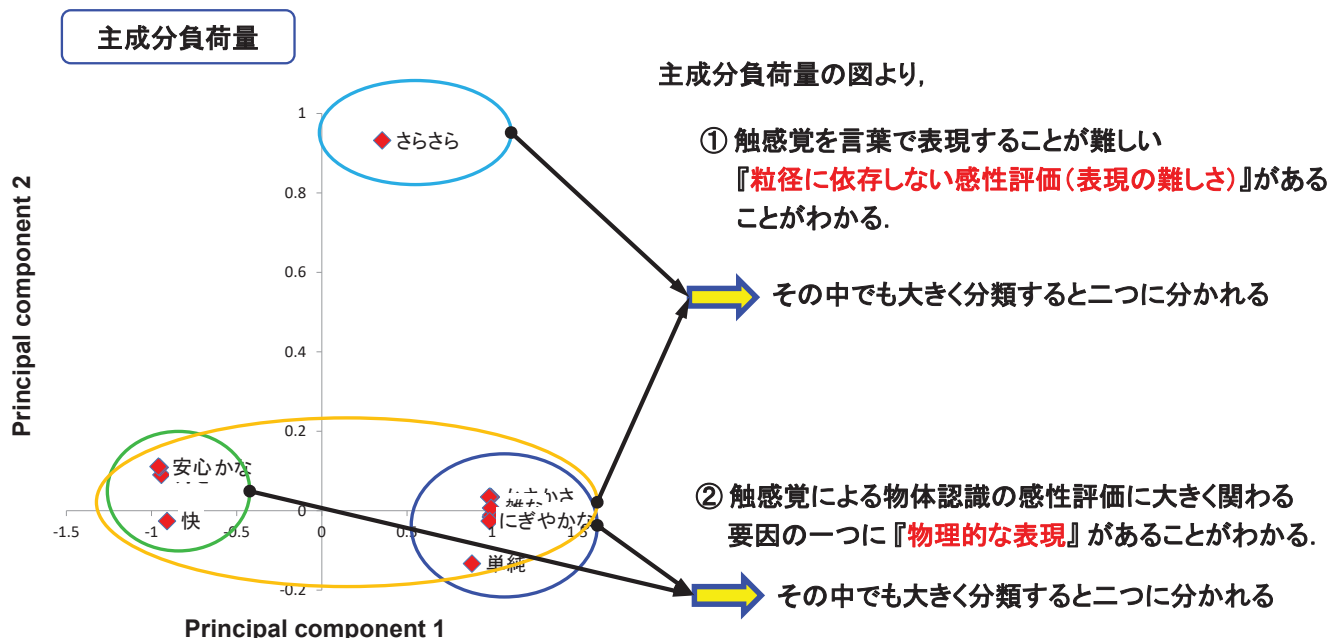 主成分負荷量
主成分負荷量の図より,
① 触感覚を言葉で表現することが難しい
『粒径に依存しない感性評価(表現の難しさ)』がある
ことがわかる.
その中でも大きく分類すると二つに分かれる
② 触感覚による物体認識の感性評価に大きく関わる
要因の一つに『物理的な表現』があることがわかる.
その中でも大きく分類すると二つに分かれる
Principal component 2
1
0.8
0.6
0.4
0.2
0
-0.2
-1.5
-1
-0.5
0
0.5
1
1.5
さらさら
安心かな
快
雑な
にぎやかな
単純
Principal component 1